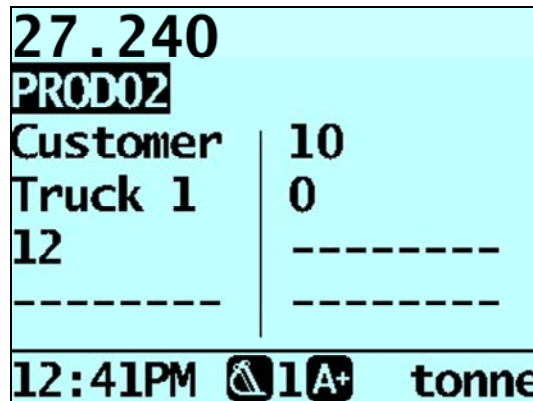 27.240
PROD02
Customer 10
Truck 1 0
12 --------
-------- --------
12:41PM 1 A+ tonne